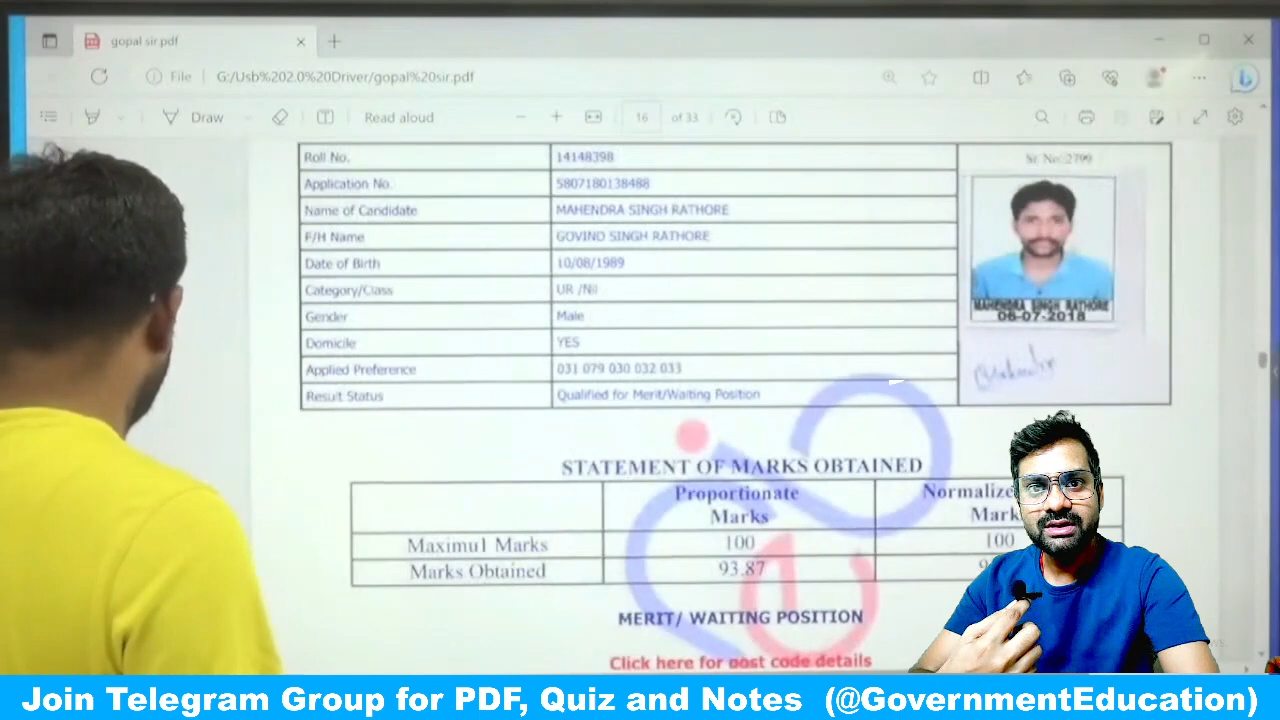 gopal sir.pdf
File G:/Usb%202.0%20Driver/gopal%20sir.pdf
Draw Read aloud 16 of 33
Roll No. 14148398 Sr. No. 2799
Application No. 5807180138488
Name of Candidate MAHENDRA SINGH RATHORE
F/H Name GOVIND SINGH RATHORE
Date of Birth 10/08/1989
Category/Class UR /Nil
Gender Male
Domicile YES
Applied Preference 031 079 030 032 033
Result Status Qualified for Merit/Waiting Position
MAHENDRA SINGH RATHORE
06-07-2018
STATEMENT OF MARKS OBTAINED
Proportionate Marks
100
Maximu1 Marks 100
Marks Obtained 93.87
MERIT/ WAITING POSITION
Click here for post code details
Join Telegram Group for PDF, Quiz and Notes (@GovernmentEducation)